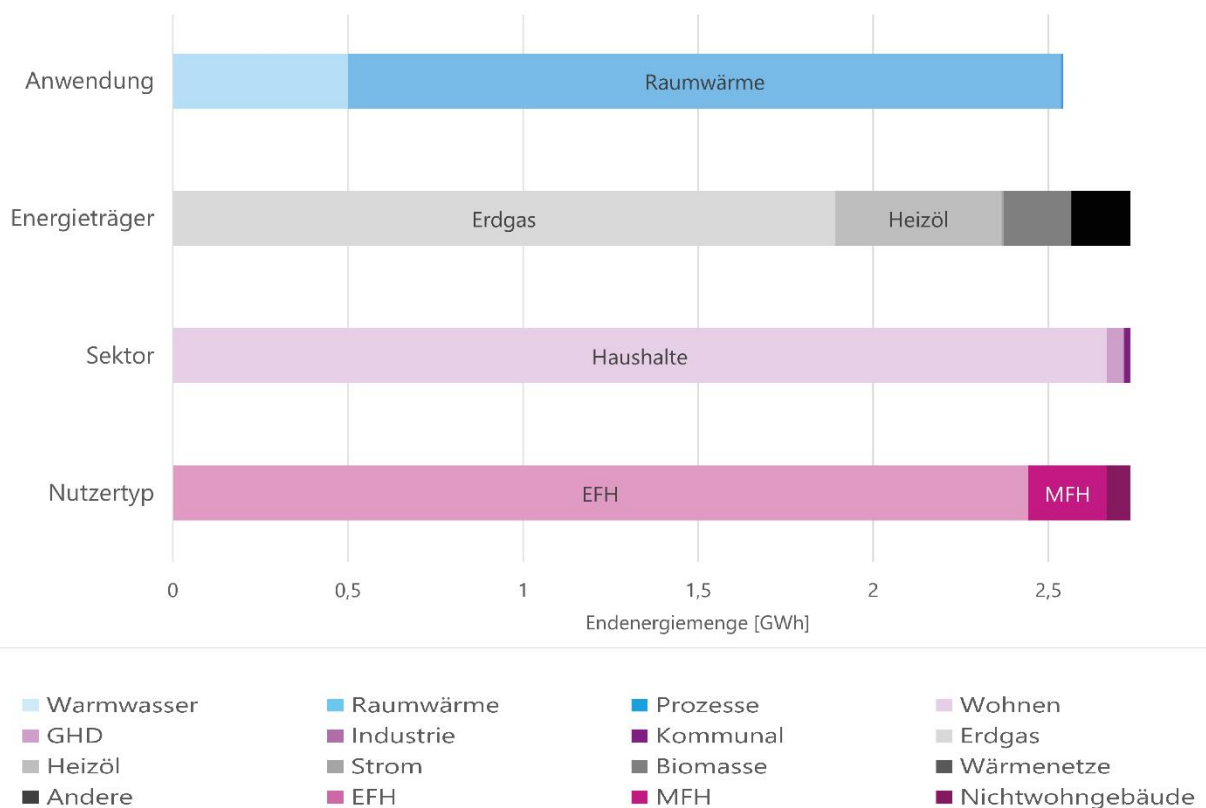 Anwendung
Raumwärme
Energieträger
Erdgas
Heizöl
Sektor
Haushalte
Nutzertyp
EFH
MFH
0 0,5 1 1,5 2 2,5
Endenergiemenge [GWh]
Warmwasser Raumwärme Prozesse Wohnen
GHD Industrie Kommunal Erdgas
Heizöl Strom Biomasse Wärmenetze
Andere EFH MFH Nichtwohngebäude